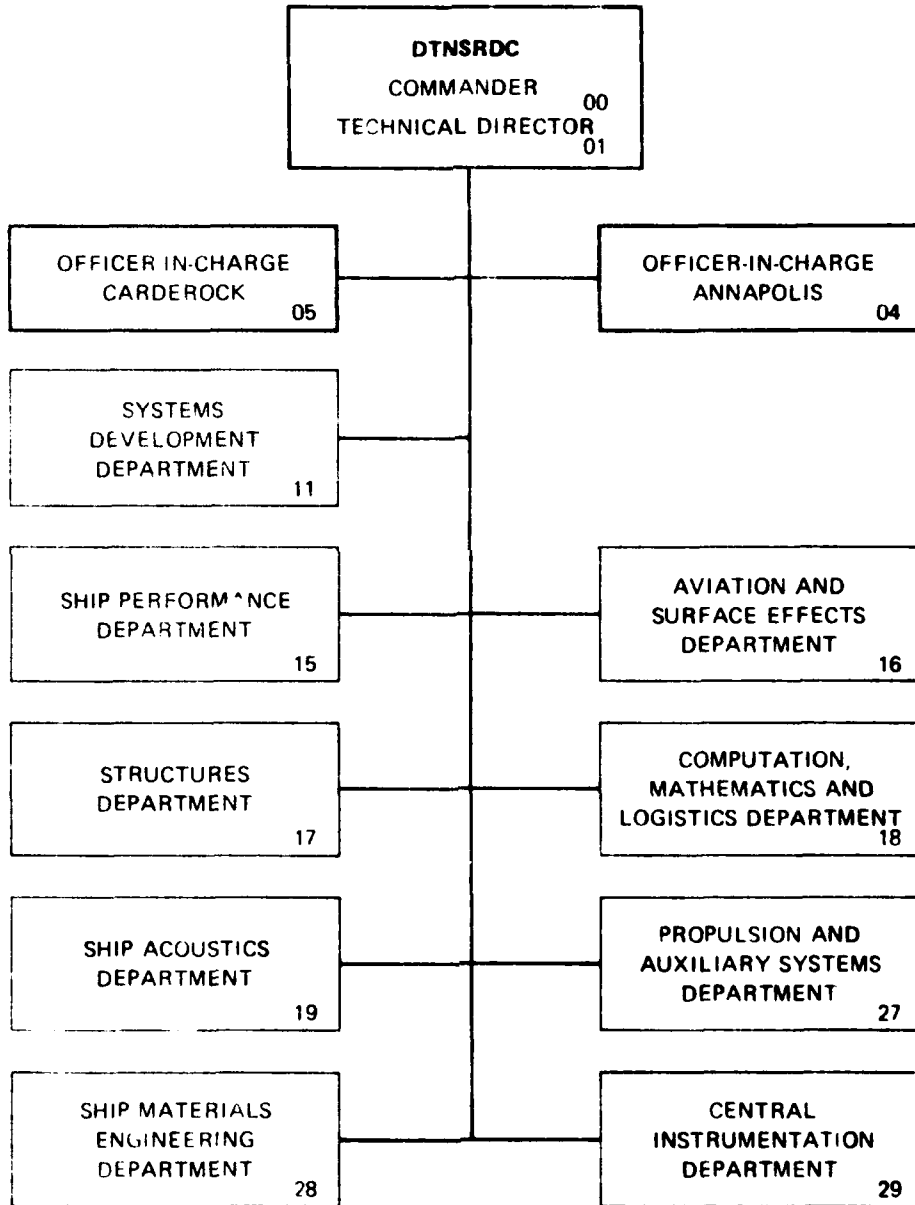 DTNSRDC
COMMANDER
00
TECHNICAL DIRECTOR
01
OFFICER IN-CHARGE
CARDEROCK
05
OFFICER-IN-CHARGE
ANNAPOLIS
04
SYSTEMS
DEVELOPMENT
DEPARTMENT
11
SHIP PERFORMANCE
DEPARTMENT
15
AVIATION AND
SURFACE EFFECTS
DEPARTMENT
16
STRUCTURES
DEPARTMENT
17
COMPUTATION,
MATHEMATICS AND
LOGISTICS DEPARTMENT
18
SHIP ACOUSTICS
DEPARTMENT
19
PROPULSION AND
AUXILIARY SYSTEMS
DEPARTMENT
27
SHIP MATERIALS
ENGINEERING
DEPARTMENT
28
CENTRAL
INSTRUMENTATION
DEPARTMENT
29